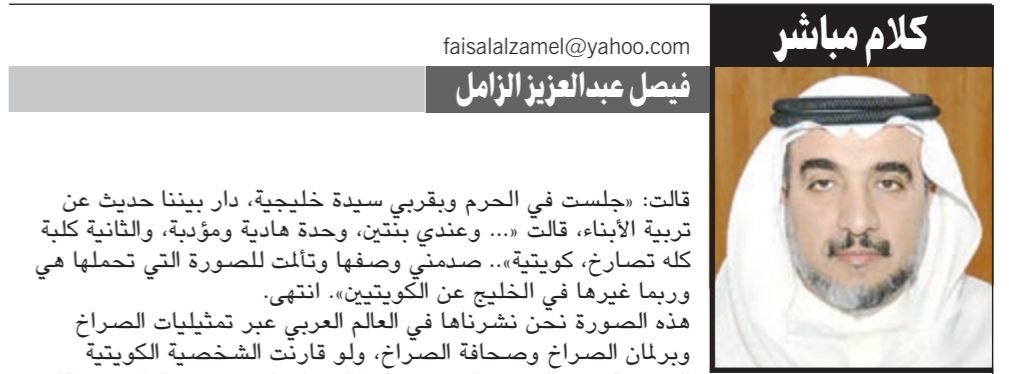 كلام مباشر
faisalalzamel@yahoo.com
فيصل عبدالعزيز الزامل
قالت: «جلست في الحرم وبقربي سيدة خليجية، دار بيننا حديث عن
تربية الأبناء، قالت «... وعندي بنتين، وحدة هادية ومؤدبة، والثانية كلبة
كله تصارخ، كويتية».. صدمني وصفها وتألمت للصورة التي تحملها هي
وربما غيرها في الخليج عن الكويتيين». انتهى.
هذه الصورة نحن نشرناها في العالم العربي عبر تمثيليات الصراخ
وبرلمان الصراخ وصحافة الصراخ، ولو قارنت الشخصية الكويتية